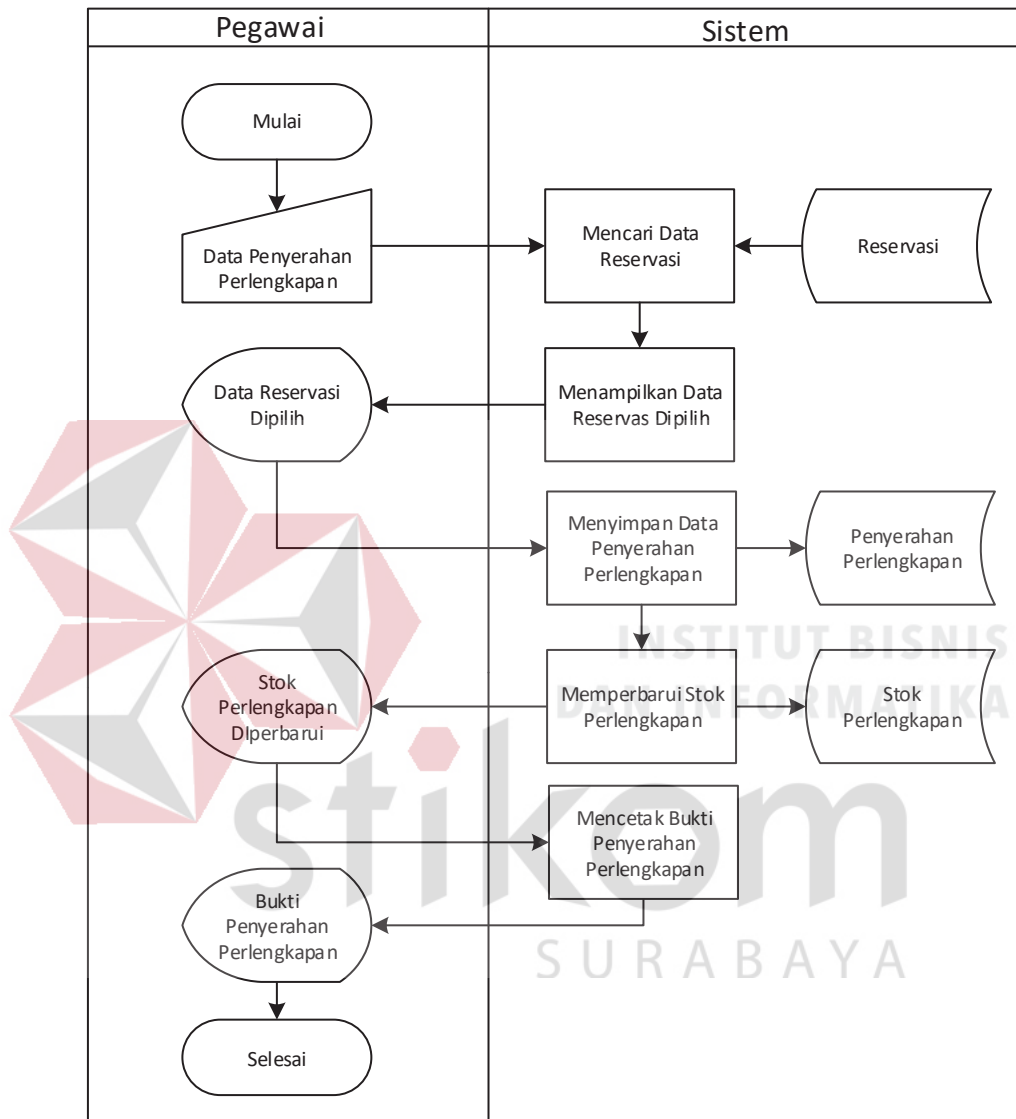 Pegawai
Sistem
Mulai
Data Penyerahan
Perlengkapan
Mencari Data
Reservasi
Reservasi
Data Reservasi
Dipilih
Menampilkan Data
Reservas Dipilih
Menyimpan Data
Penyerahan
Perlengkapan
Penyerahan
Perlengkapan
INSTITUT BISNIS
DAN INFORMATIKA
Stok
Perlengkapan
DIperbarui
Memperbarui Stok
Perlengkapan
Stok
Perlengkapan
stikom
Mencetak Bukti
Penyerahan
Perlengkapan
Bukti
Penyerahan
Perlengkapan
SURABAYA
Selesai